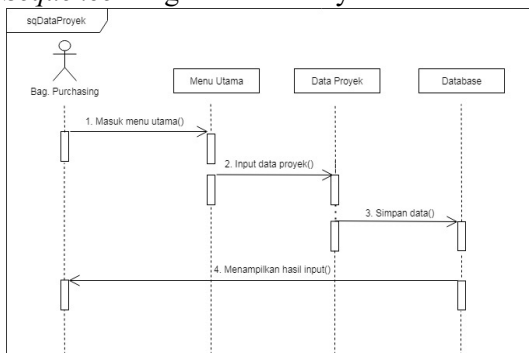 sqDataProyek
Bag. Purchasing
Menu Utama
Data Proyek
Database
1. Masuk menu utama()
2. Input data proyek()
3. Simpan data()
4. Menampilkan hasil input()